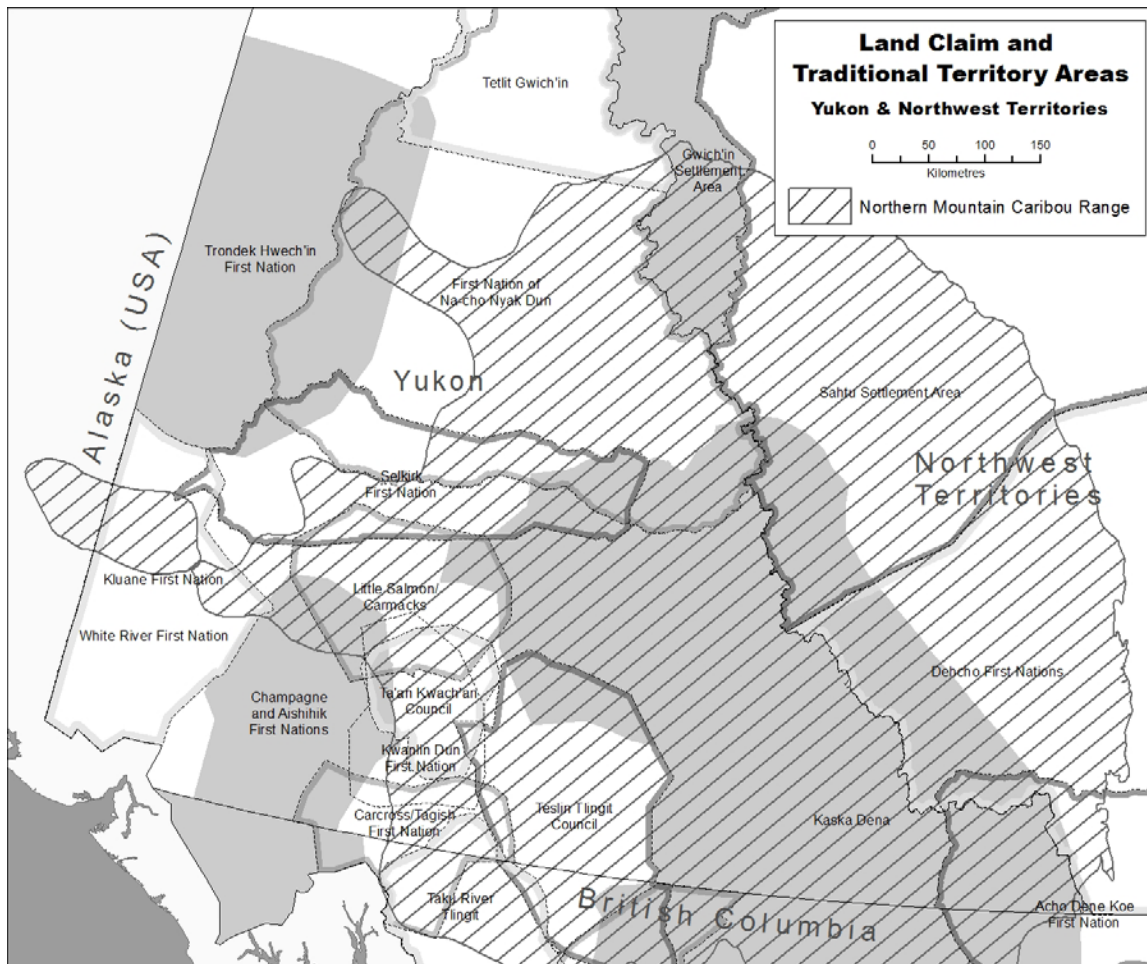 Land Claim and
Traditional Territory Areas
Yukon & Northwest Territories
0 50 100 150
Kilometres
Northern Mountain Caribou Range
Tetlit Gwich'in
Gwich'in
Settlement
Area
Trondek Hwech'in
First Nation
Alaska (USA)
First Nation of
Na-cho Nyak Dun
Yukon
Sahtu Settlement Area
Northwest
Territories
Selkirk
First Nation
Kluane First Nation
Little Salmon/
Carmacks
White River First Nation
Dehcho First Nations
Champagne
and Aishihik
First Nations
Ta'an Kwach'an
Council
Kwanlin Dun
First Nation
Carcross/Tagish
First Nation
Teslin Tlingit
Council
Kaska Dena
Taku River
Tlingit
British Columbia
Acho Dene Koe
First Nation